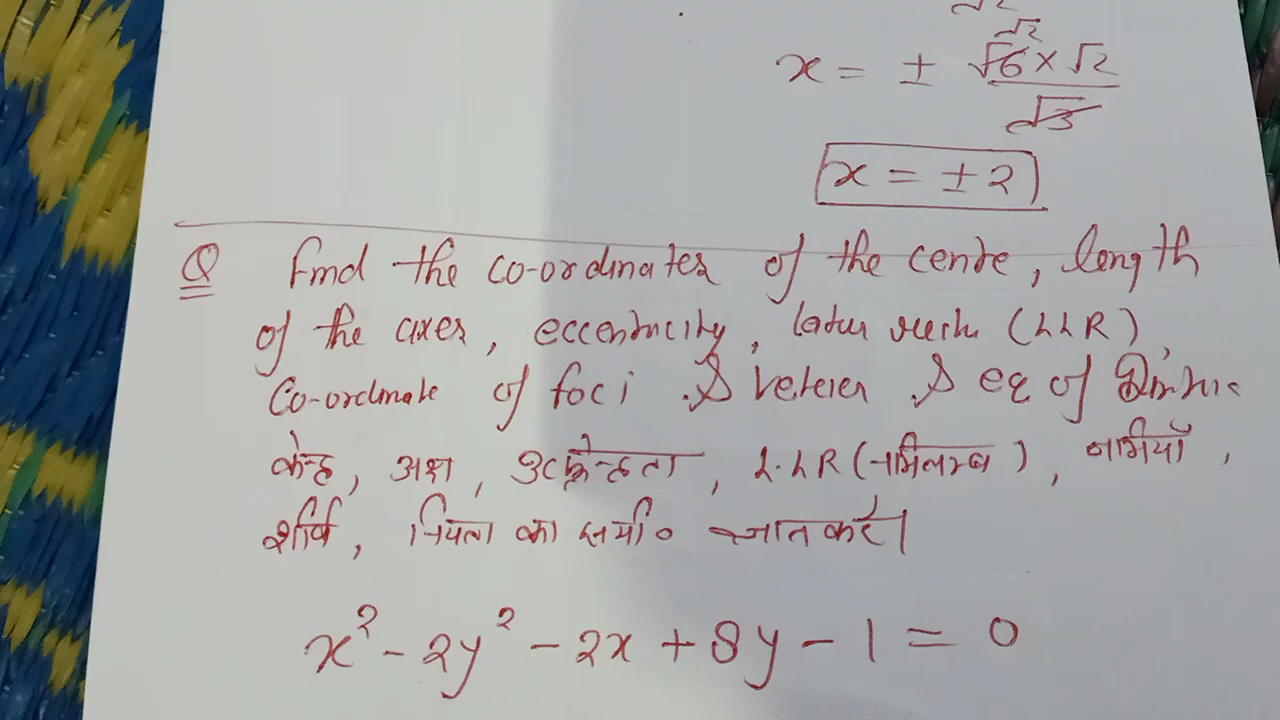 √2
√2
x = ± √6 × √2
√3
x = ± 2
Q Find the co-ordinates of the centre, length
of the axes, eccentricity, latus rectum (LLR),
Co-ordinate of foci & vertex & eq of
केन्द्र, अक्ष, उत्केन्द्रता, L.LR (नाभिलम्ब), नाभियाँ,
शीर्ष, नियता का समी० ज्ञात करें।
x² - 2y² - 2x + 8y - 1 = 0